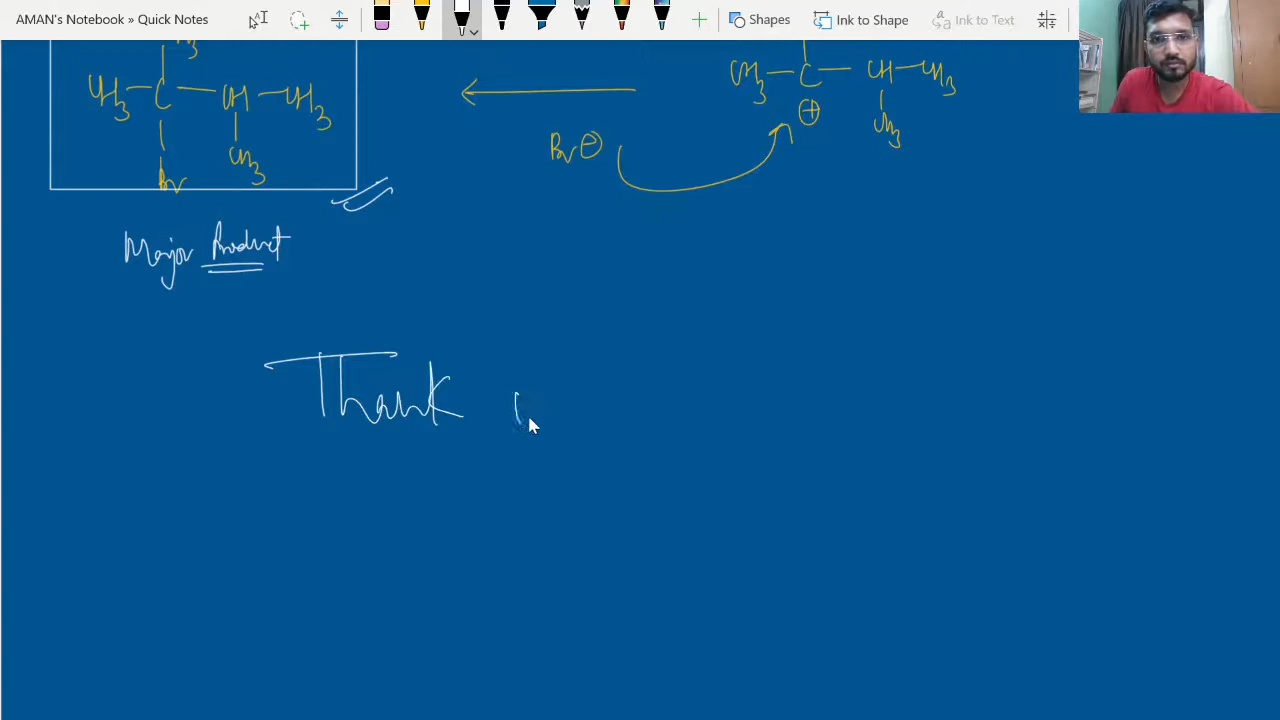 AMAN's Notebook » Quick Notes Shapes Ink to Shape Ink to Text
CH3
CH3 — C — CH — CH3
CH3
Br
CH3 — C — CH — CH3
⊕
CH3
Br⊖
Major Product
Thank